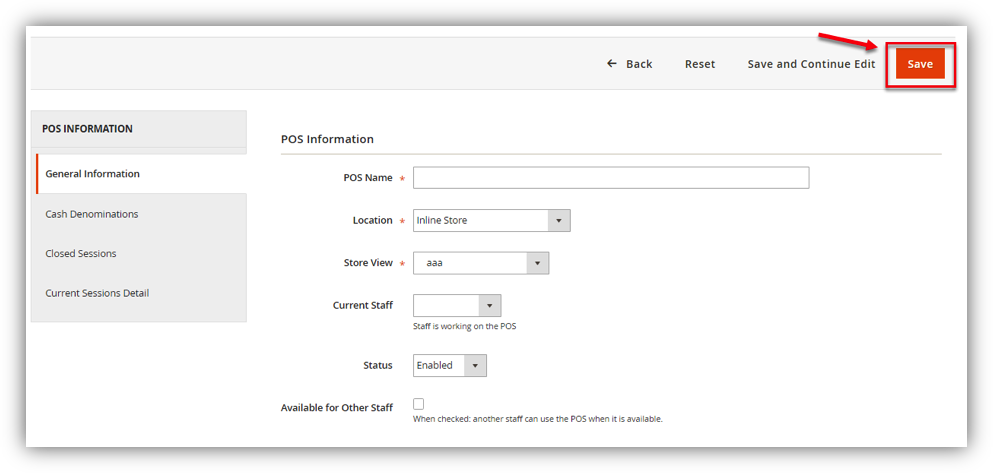 ← Back Reset Save and Continue Edit Save
POS INFORMATION
General Information
Cash Denominations
Closed Sessions
Current Sessions Detail
POS Information
POS Name *
Location * Inline Store
Store View * aaa
Current Staff
Staff is working on the POS
Status Enabled
Available for Other Staff
When checked: another staff can use the POS when it is available.